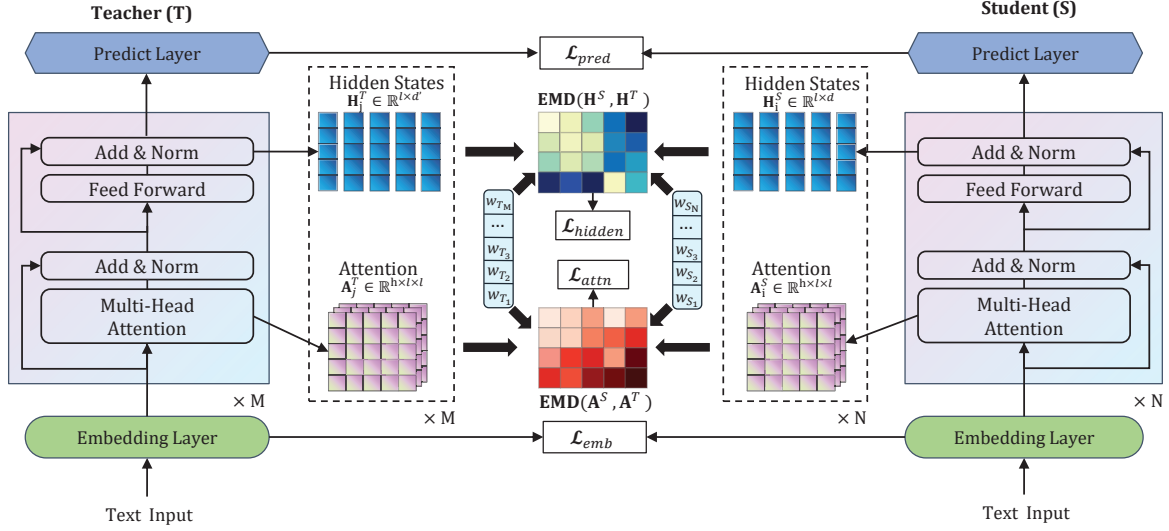 Teacher (T)
Student (S)
Predict Layer
ℒ_pred
Predict Layer
Hidden States
H_j^T ∈ ℝ^{l×d'}
EMD(H^S, H^T)
Hidden States
H_i^S ∈ ℝ^{l×d}
Add & Norm
Feed Forward
Add & Norm
Multi-Head
Attention
× M
w_{T_M}
...
w_{T_3}
w_{T_2}
w_{T_1}
ℒ_hidden
ℒ_attn
w_{S_N}
...
w_{S_3}
w_{S_2}
w_{S_1}
Attention
A_j^T ∈ ℝ^{h×l×l}
× M
EMD(A^S, A^T)
Attention
A_i^S ∈ ℝ^{h×l×l}
× N
Add & Norm
Feed Forward
Add & Norm
Multi-Head
Attention
× N
Embedding Layer
ℒ_emb
Embedding Layer
Text Input
Text Input